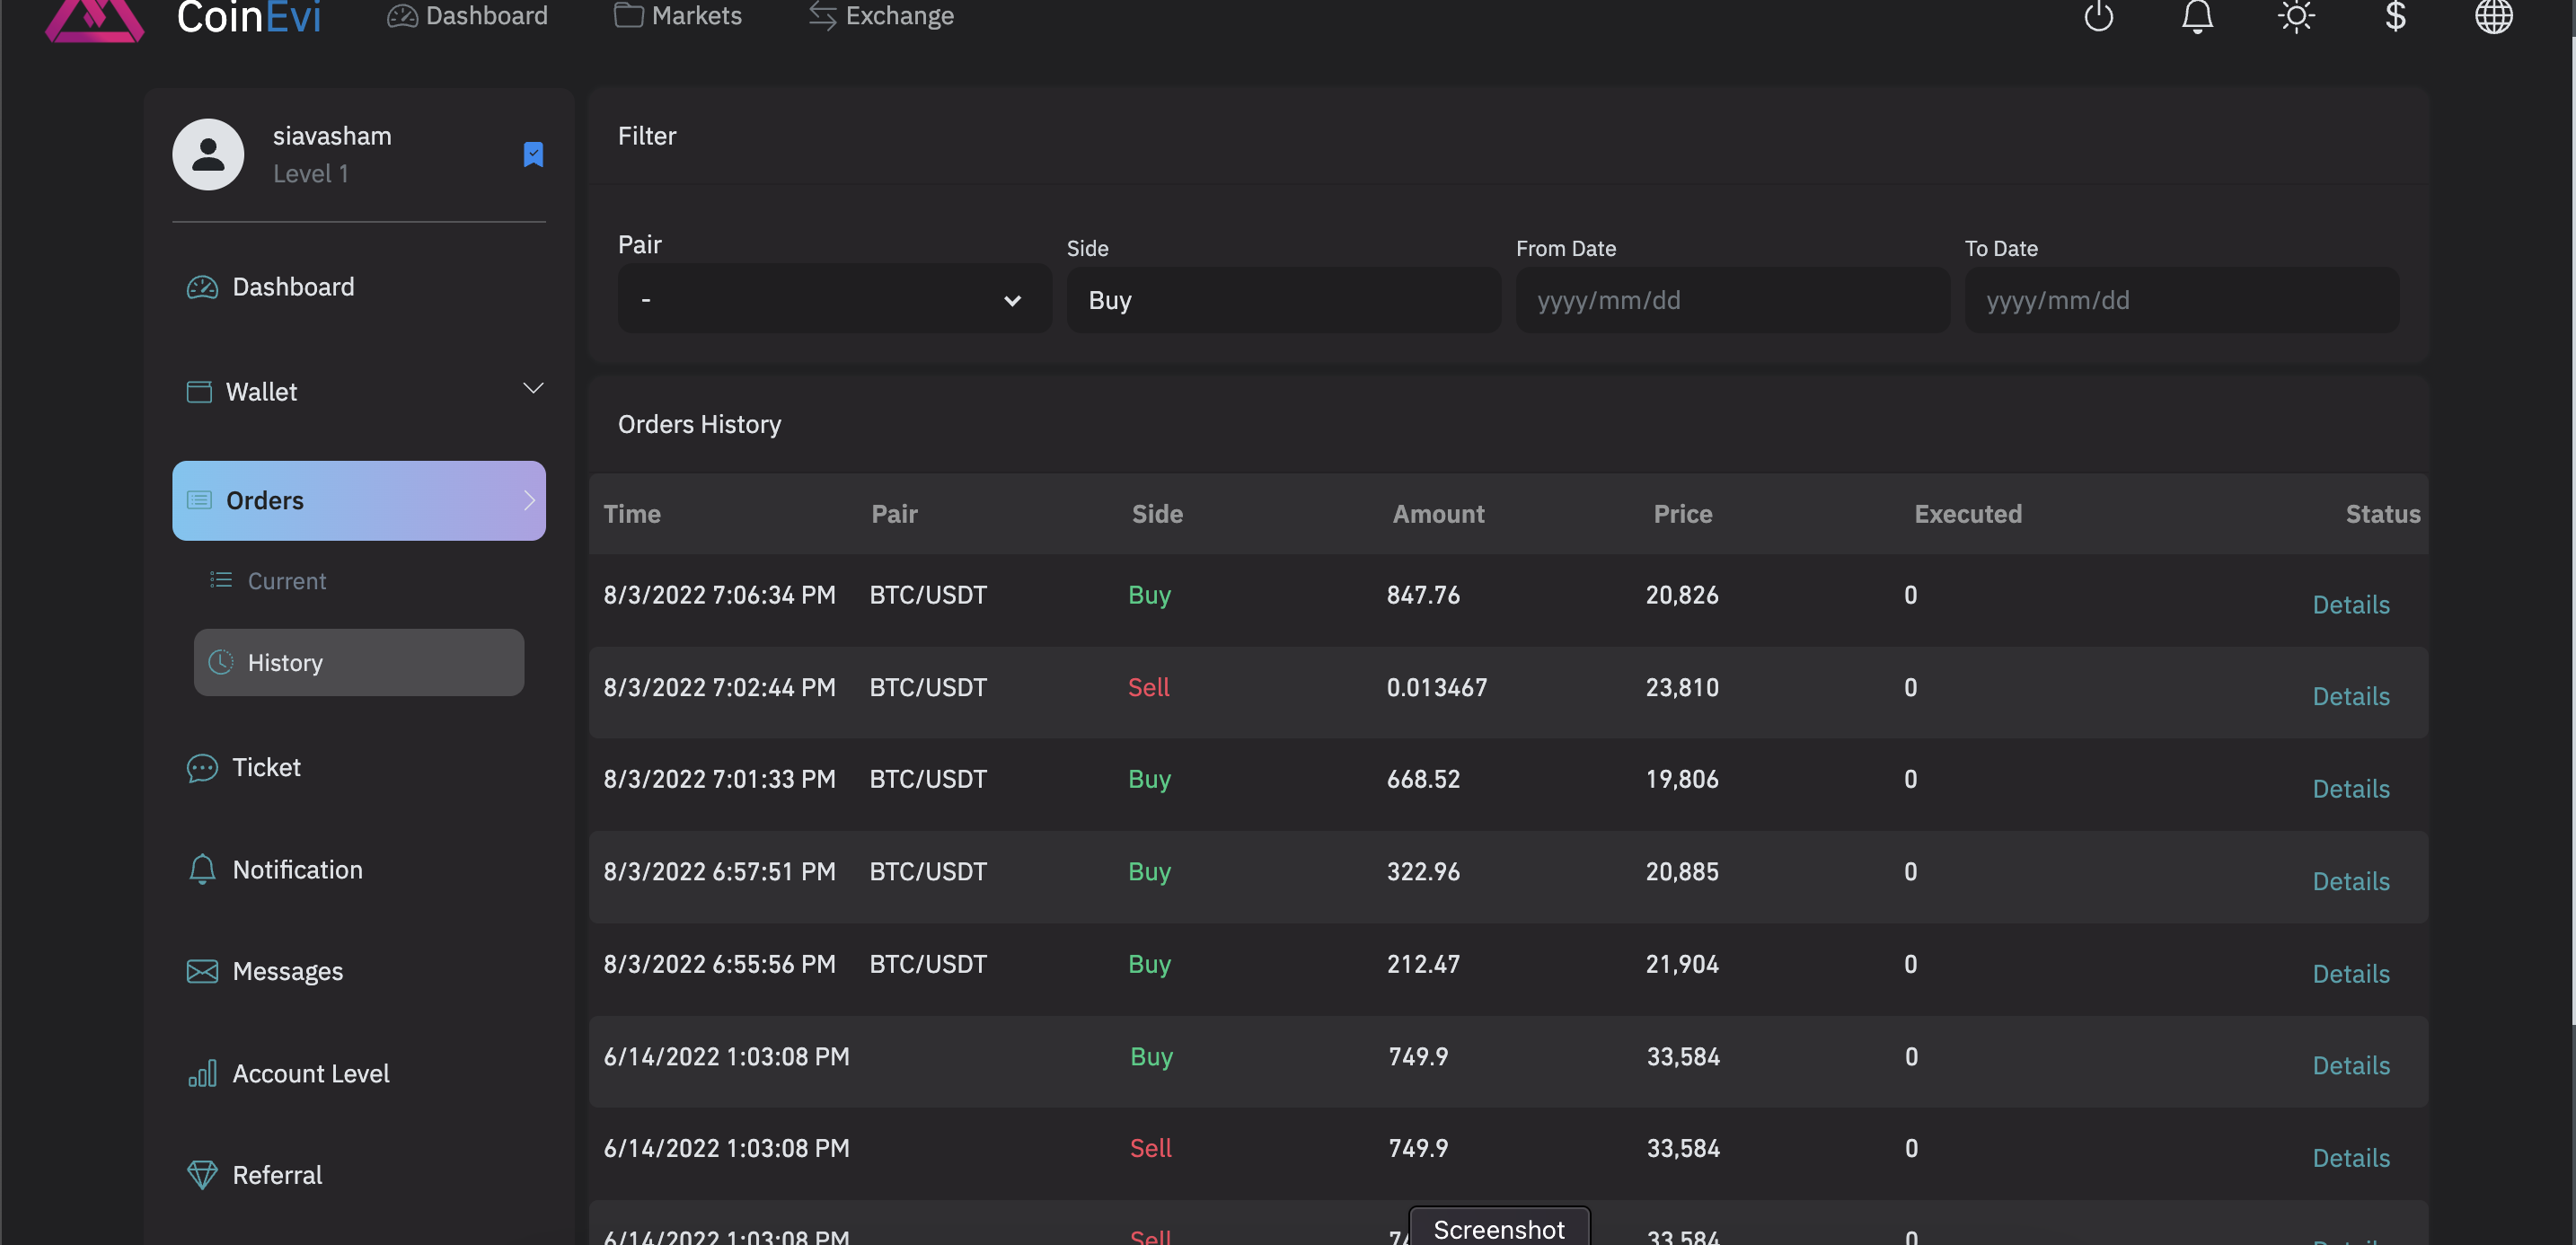 CoinEvi Dashboard Markets Exchange $
siavasham
Level 1
Dashboard
Wallet
Orders
Current
History
Ticket
Notification
Messages
Account Level
Referral
Filter
Pair Side From Date To Date
- Buy yyyy/mm/dd yyyy/mm/dd
Orders History
Time Pair Side Amount Price Executed Status
8/3/2022 7:06:34 PM BTC/USDT Buy 847.76 20,826 0 Details
8/3/2022 7:02:44 PM BTC/USDT Sell 0.013467 23,810 0 Details
8/3/2022 7:01:33 PM BTC/USDT Buy 668.52 19,806 0 Details
8/3/2022 6:57:51 PM BTC/USDT Buy 322.96 20,885 0 Details
8/3/2022 6:55:56 PM BTC/USDT Buy 212.47 21,904 0 Details
6/14/2022 1:03:08 PM Buy 749.9 33,584 0 Details
6/14/2022 1:03:08 PM Sell 749.9 33,584 0 Details
6/14/2022 1:03:08 PM Sell 33,584 0
Screenshot